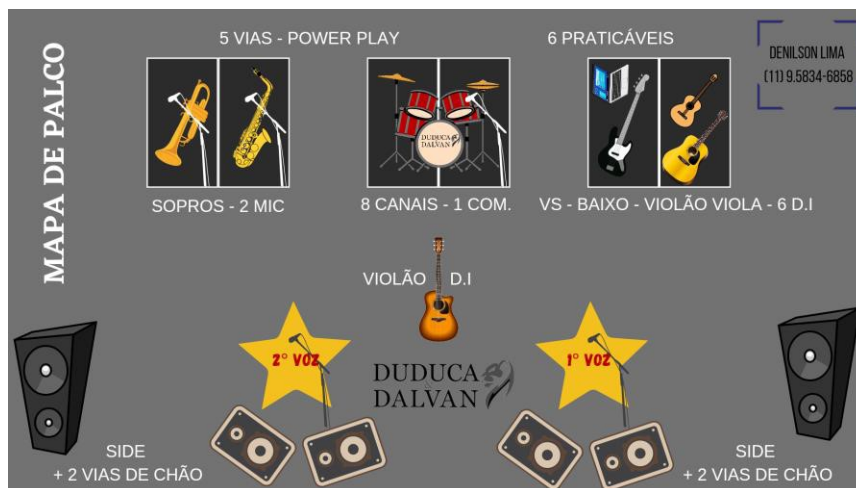 MAPA DE PALCO
5 VIAS - POWER PLAY
6 PRATICÁVEIS
DENILSON LIMA
(11) 9.5834-6858
DUDUCA
DALVAN
SOPROS - 2 MIC
8 CANAIS - 1 COM.
VS - BAIXO - VIOLÃO VIOLA - 6 D.I
VIOLÃO D.I
2° VOZ
1° VOZ
DUDUCA
DALVAN
SIDE
+ 2 VIAS DE CHÃO
SIDE
+ 2 VIAS DE CHÃO